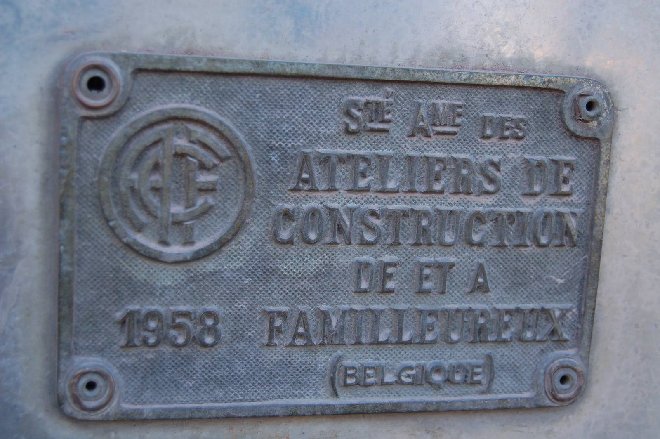 STÉ AME DES
ATELIERS DE
CONSTRUCTION
DE ET A
1958 FAMILLEUREUX
(BELGIQUE)